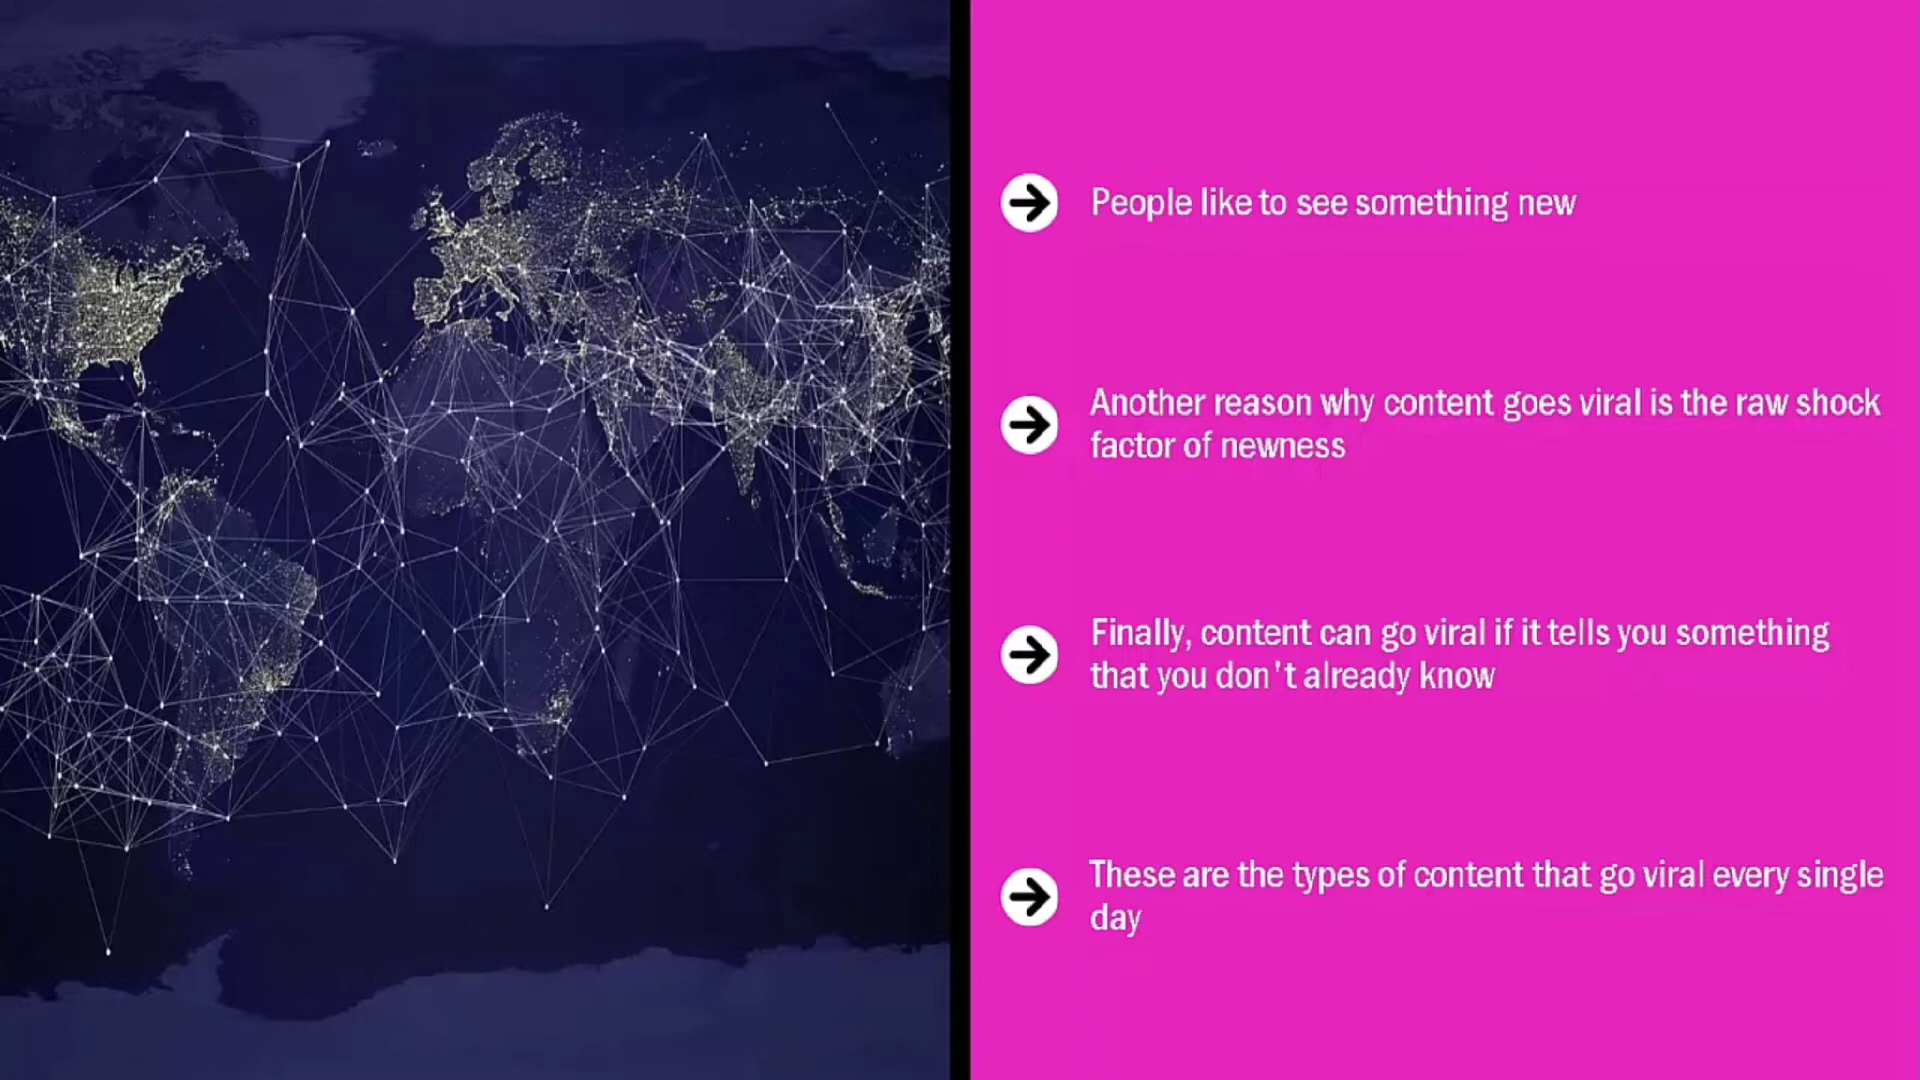 People like to see something new
Another reason why content goes viral is the raw shock
factor of newness
Finally, content can go viral if it tells you something
that you don't already know
These are the types of content that go viral every single
day